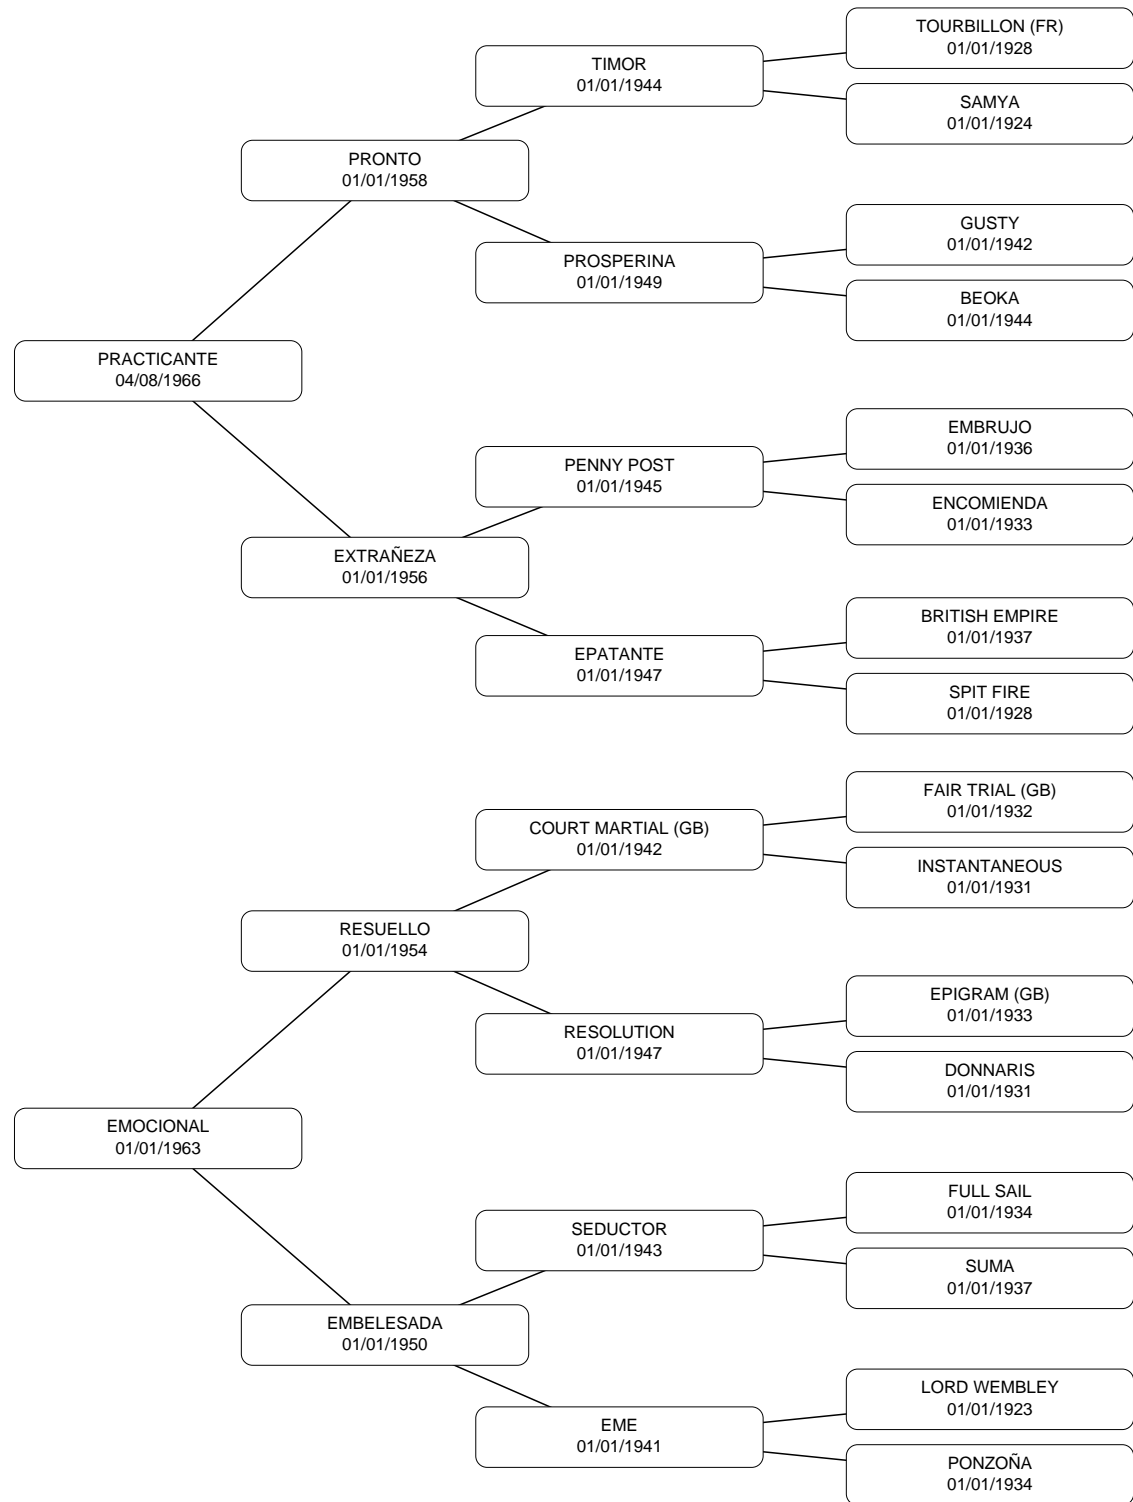 TOURBILLON (FR)
01/01/1928
TIMOR
01/01/1944
SAMYA
01/01/1924
PRONTO
01/01/1958
GUSTY
01/01/1942
PROSPERINA
01/01/1949
BEOKA
01/01/1944
PRACTICANTE
04/08/1966
EMBRUJO
01/01/1936
PENNY POST
01/01/1945
ENCOMIENDA
01/01/1933
EXTRAÑEZA
01/01/1956
BRITISH EMPIRE
01/01/1937
EPATANTE
01/01/1947
SPIT FIRE
01/01/1928
FAIR TRIAL (GB)
01/01/1932
COURT MARTIAL (GB)
01/01/1942
INSTANTANEOUS
01/01/1931
RESUELLO
01/01/1954
EPIGRAM (GB)
01/01/1933
RESOLUTION
01/01/1947
DONNARIS
01/01/1931
EMOCIONAL
01/01/1963
FULL SAIL
01/01/1934
SEDUCTOR
01/01/1943
SUMA
01/01/1937
EMBELESADA
01/01/1950
LORD WEMBLEY
01/01/1923
EME
01/01/1941
PONZOÑA
01/01/1934